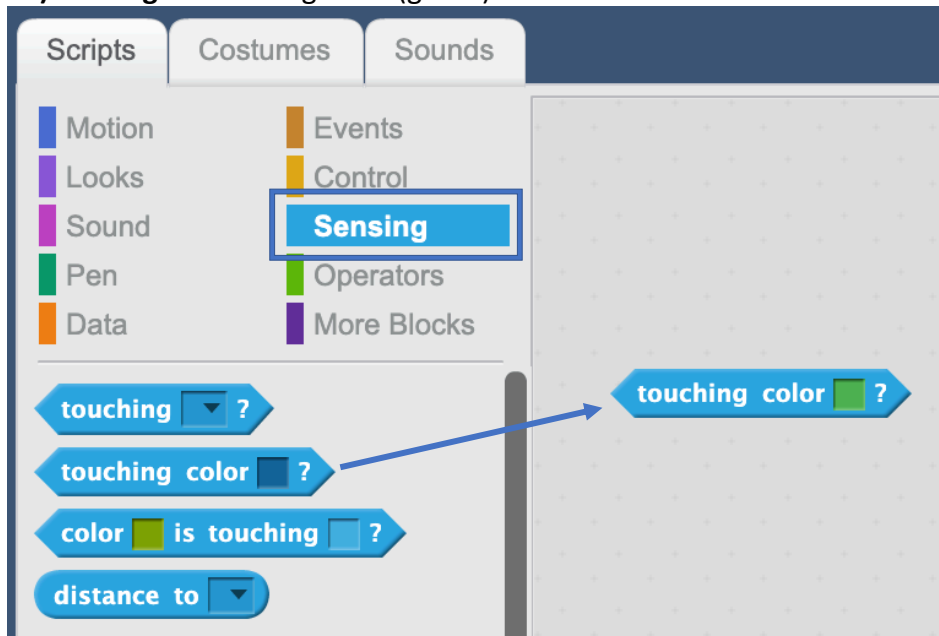 Scripts Costumes Sounds
Motion Events
Looks Control
Sound Sensing
Pen Operators
Data More Blocks
touching ?
touching color ?
color is touching ?
distance to
touching color ?